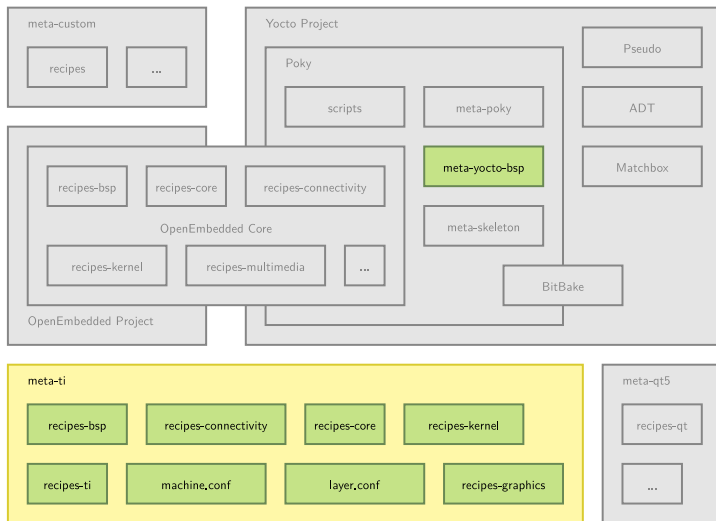 meta-custom
recipes
...
Yocto Project
Poky
scripts
meta-poky
meta-yocto-bsp
meta-skeleton
BitBake
Pseudo
ADT
Matchbox
recipes-bsp
recipes-core
recipes-connectivity
OpenEmbedded Core
recipes-kernel
recipes-multimedia
...
OpenEmbedded Project
meta-ti
recipes-bsp
recipes-connectivity
recipes-core
recipes-kernel
recipes-ti
machine.conf
layer.conf
recipes-graphics
meta-qt5
recipes-qt
...